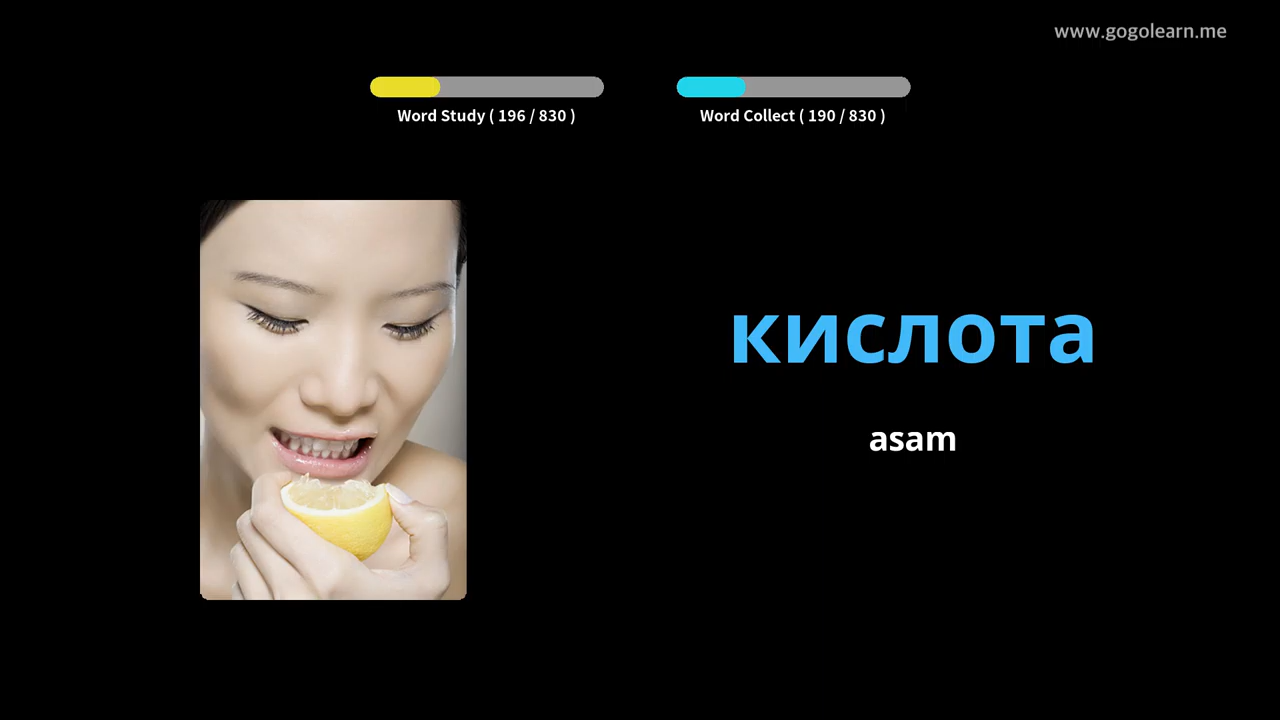 www.gogolearn.me
Word Study ( 196 / 830 )
Word Collect ( 190 / 830 )
кислота
asam